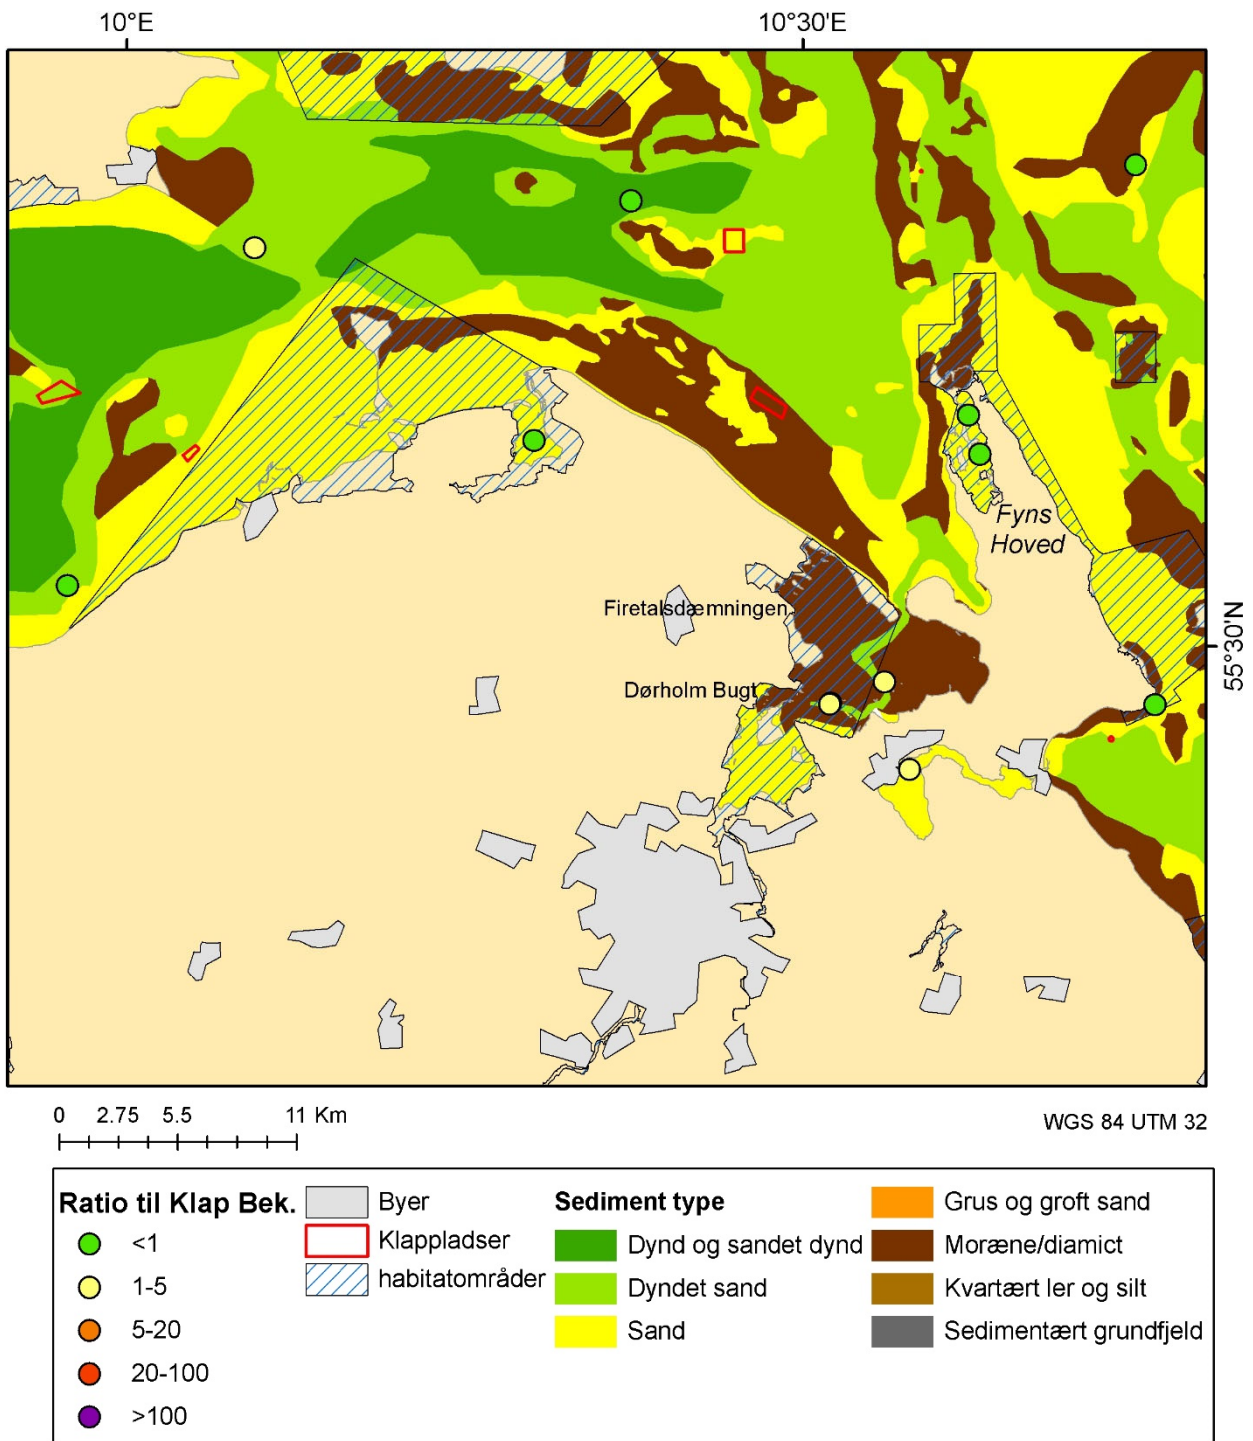 10°E
10°30'E
Fyns
Hoved
Firetalsdæmningen
55°30'N
Dørholm Bugt
0 2.75 5.5 11 Km
WGS 84 UTM 32
Ratio til Klap Bek.
<1
1-5
5-20
20-100
>100
Byer
Klappladser
habitatområder
Sediment type
Dynd og sandet dynd
Dyndet sand
Sand
Grus og groft sand
Moræne/diamict
Kvartært ler og silt
Sedimentært grundfjeld